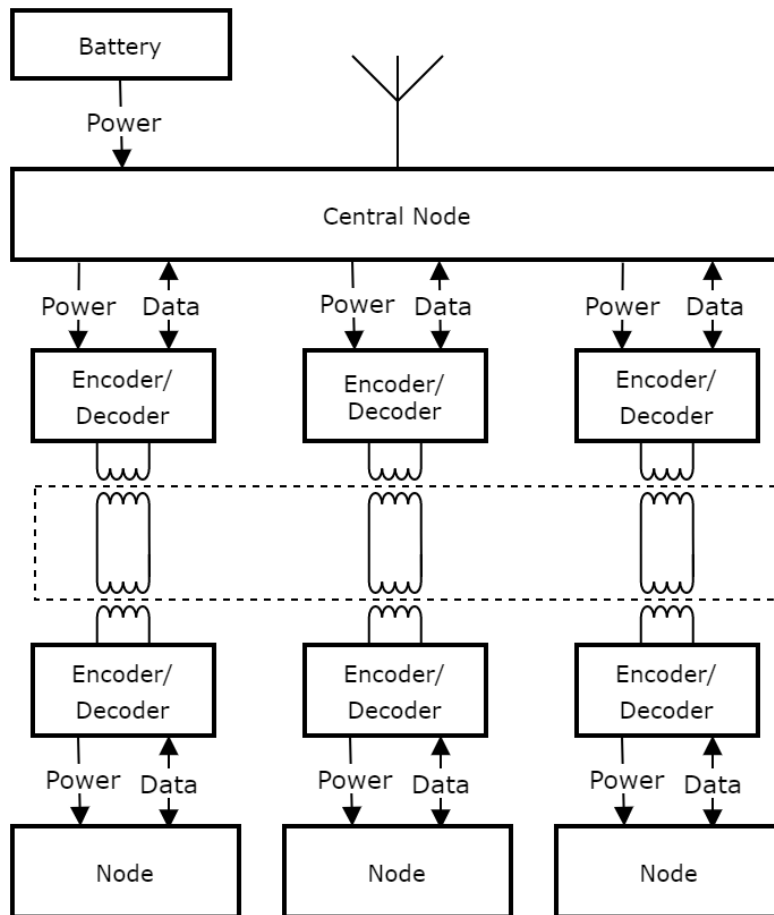 Battery
Power
Central Node
Power Data Power Data Power Data
Encoder/ Encoder/ Encoder/
Decoder Decoder Decoder
Encoder/ Encoder/ Encoder/
Decoder Decoder Decoder
Power Data Power Data Power Data
Node Node Node